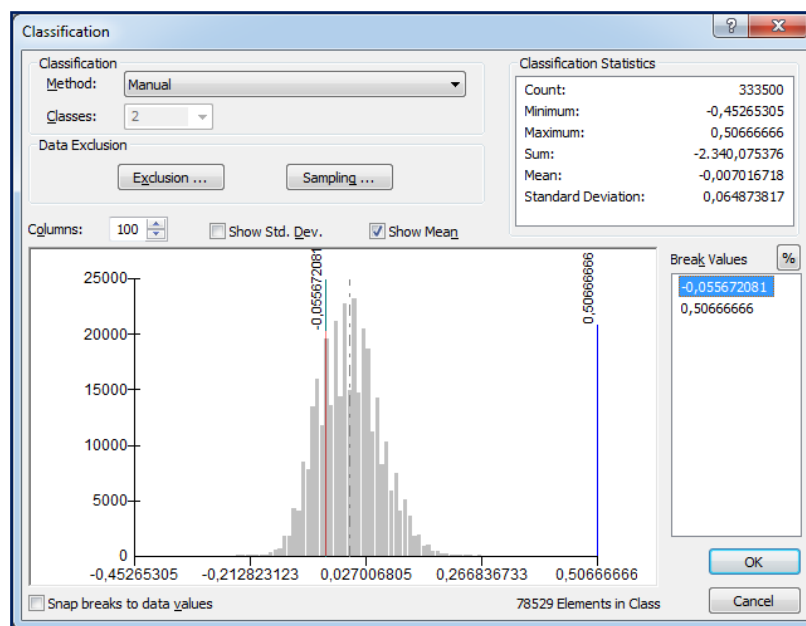 Classification
Classification
Method: Manual
Classes: 2
Data Exclusion
Exclusion ...
Sampling ...
Classification Statistics
Count: 333500
Minimum: -0,45265305
Maximum: 0,50666666
Sum: -2.340,075376
Mean: -0,007016718
Standard Deviation: 0,064873817
Columns: 100
Show Std. Dev.
Show Mean
Break Values
%
-0,055672081
0,50666666
-0,055672081
0,50666666
25000
20000
15000
10000
5000
0
-0,45265305 -0,212823123 0,027006805 0,266836733 0,50666666
OK
Snap breaks to data values
78529 Elements in Class
Cancel